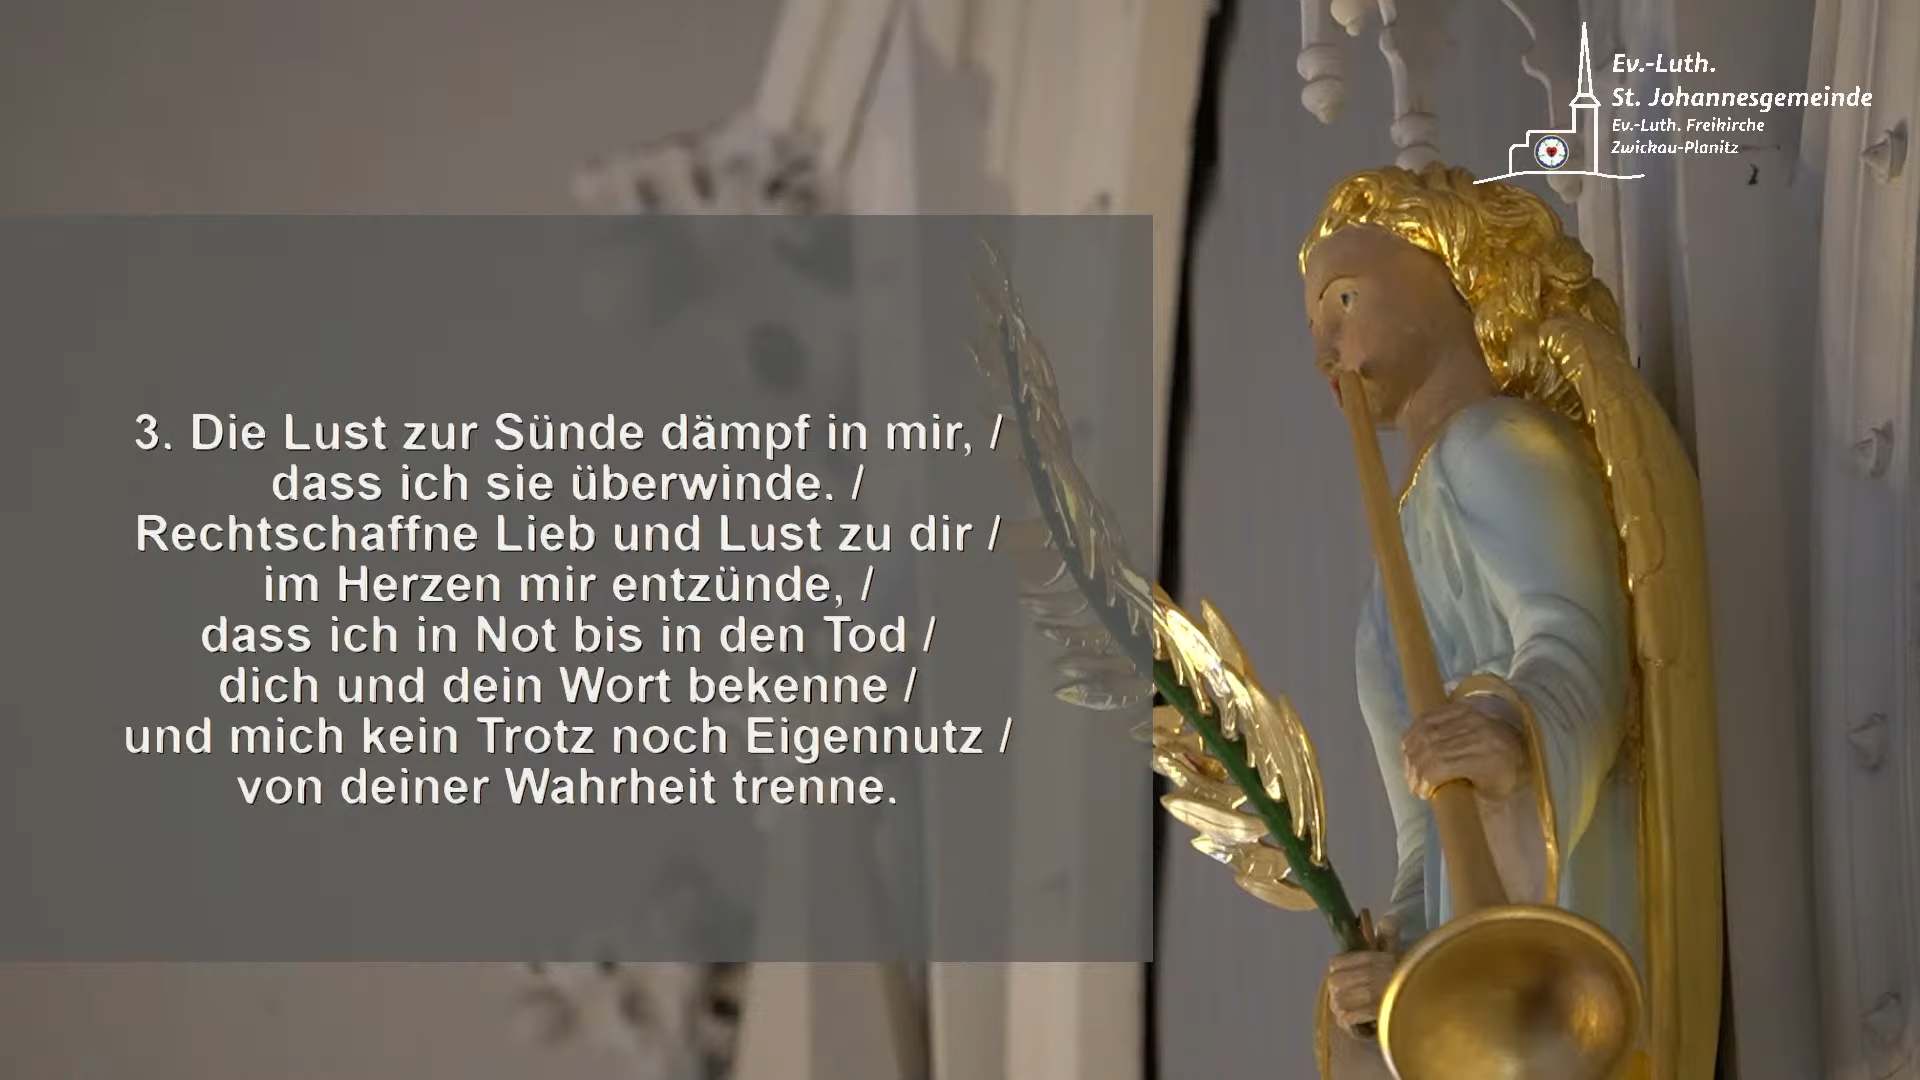 Ev.-Luth.
St. Johannesgemeinde
Ev.-Luth. Freikirche
Zwickau-Planitz
3. Die Lust zur Sünde dämpf in mir, /
dass ich sie überwinde. /
Rechtschaffne Lieb und Lust zu dir /
im Herzen mir entzünde, /
dass ich in Not bis in den Tod /
dich und dein Wort bekenne /
und mich kein Trotz noch Eigennutz /
von deiner Wahrheit trenne.